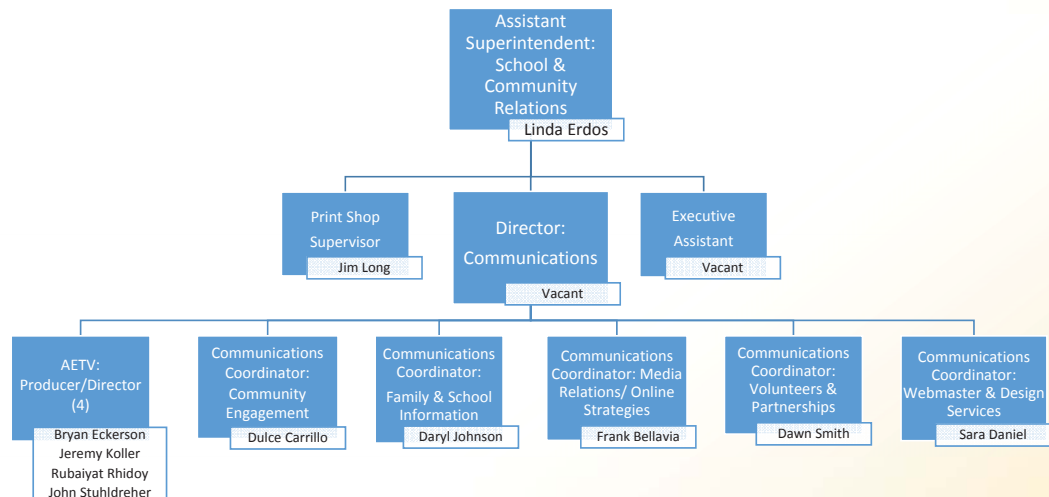 Assistant
Superintendent:
School &
Community
Relations
Linda Erdos
Print Shop
Supervisor
Jim Long
Director:
Communications
Vacant
Executive
Assistant
Vacant
AETV:
Producer/Director
(4)
Bryan Eckerson
Jeremy Koller
Rubaiyat Rhidoy
John Stuhldreher
Communications
Coordinator:
Community
Engagement
Dulce Carrillo
Communications
Coordinator:
Family & School
Information
Daryl Johnson
Communications
Coordinator: Media
Relations/ Online
Strategies
Frank Bellavia
Communications
Coordinator:
Volunteers &
Partnerships
Dawn Smith
Communications
Coordinator:
Webmaster & Design
Services
Sara Daniel